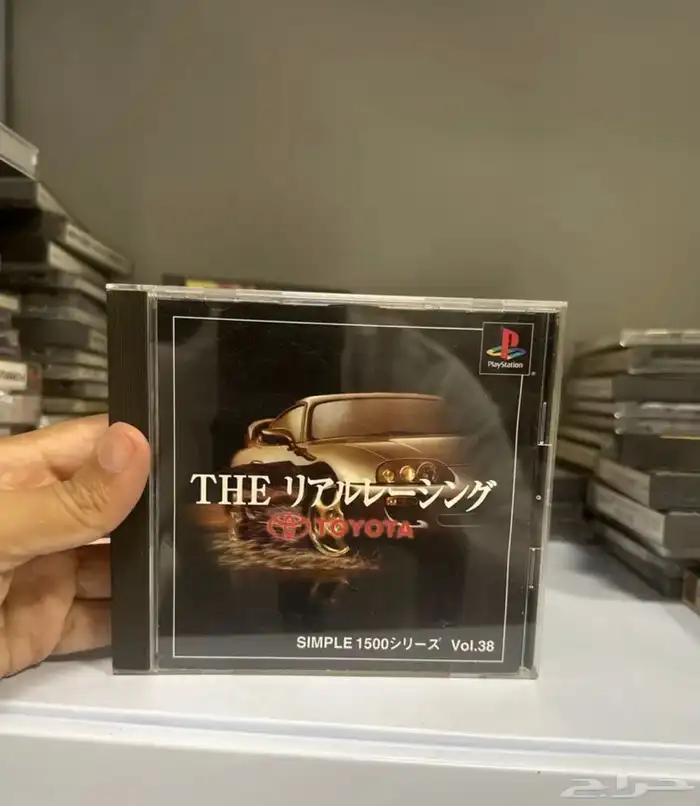 PlayStation
THE リアルレーシング
TOYOTA
SIMPLE 1500シリーズ Vol.38
حراج